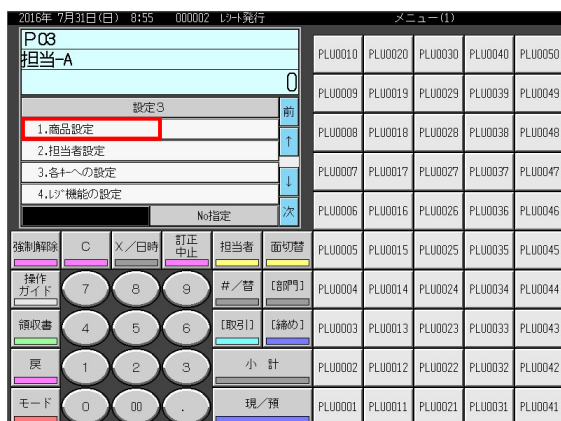 2016年 7月31日(日) 8:55 000002 レシート発行 メニュー(1)
P03
担当-A
0
設定3
前
1.商品設定
↑
2.担当者設定
3.各キーへの設定
↓
4.レジ機能の設定
No指定
次
強制解除 C X/日時 訂正中止 担当者 面切替
操作ガイド 7 8 9 #/替 [部門]
領収書 4 5 6 [取引] [締め]
戻 1 2 3 小計
モード 0 00 . 現/預
PLU0010 PLU0020 PLU0030 PLU0040 PLU0050
PLU0009 PLU0019 PLU0029 PLU0039 PLU0049
PLU0008 PLU0018 PLU0028 PLU0038 PLU0048
PLU0007 PLU0017 PLU0027 PLU0037 PLU0047
PLU0006 PLU0016 PLU0026 PLU0036 PLU0046
PLU0005 PLU0015 PLU0025 PLU0035 PLU0045
PLU0004 PLU0014 PLU0024 PLU0034 PLU0044
PLU0003 PLU0013 PLU0023 PLU0033 PLU0043
PLU0002 PLU0012 PLU0022 PLU0032 PLU0042
PLU0001 PLU0011 PLU0021 PLU0031 PLU0041